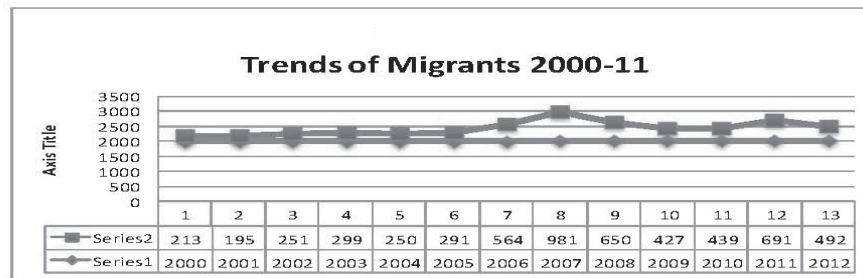 Trends of Migrants 2000-11
Axis Title
3500
3000
2500
2000
1500
1000
500
0
1 2 3 4 5 6 7 8 9 10 11 12 13
Series2 213 195 251 299 250 291 564 981 650 427 439 691 492
Series1 2000 2001 2002 2003 2004 2005 2006 2007 2008 2009 2010 2011 2012